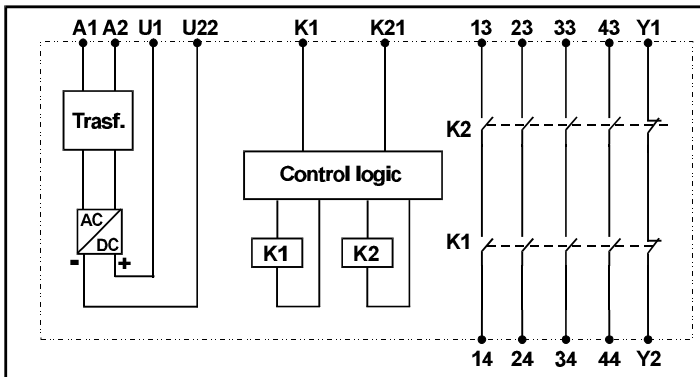 A1 A2 U1 U22 K1 K21 13 23 33 43 Y1
Trasf.
K2
Control logic
AC
DC
- +
K1 K2
K1
14 24 34 44 Y2